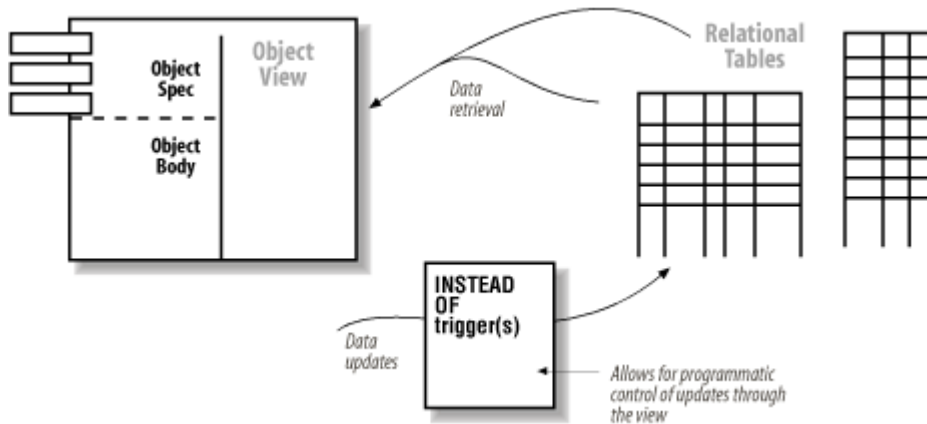 Object
Spec
Object
Body
Object
View
Data
retrieval
Relational
Tables
Data
updates
INSTEAD
OF
trigger(s)
Allows for programmatic
control of updates through
the view